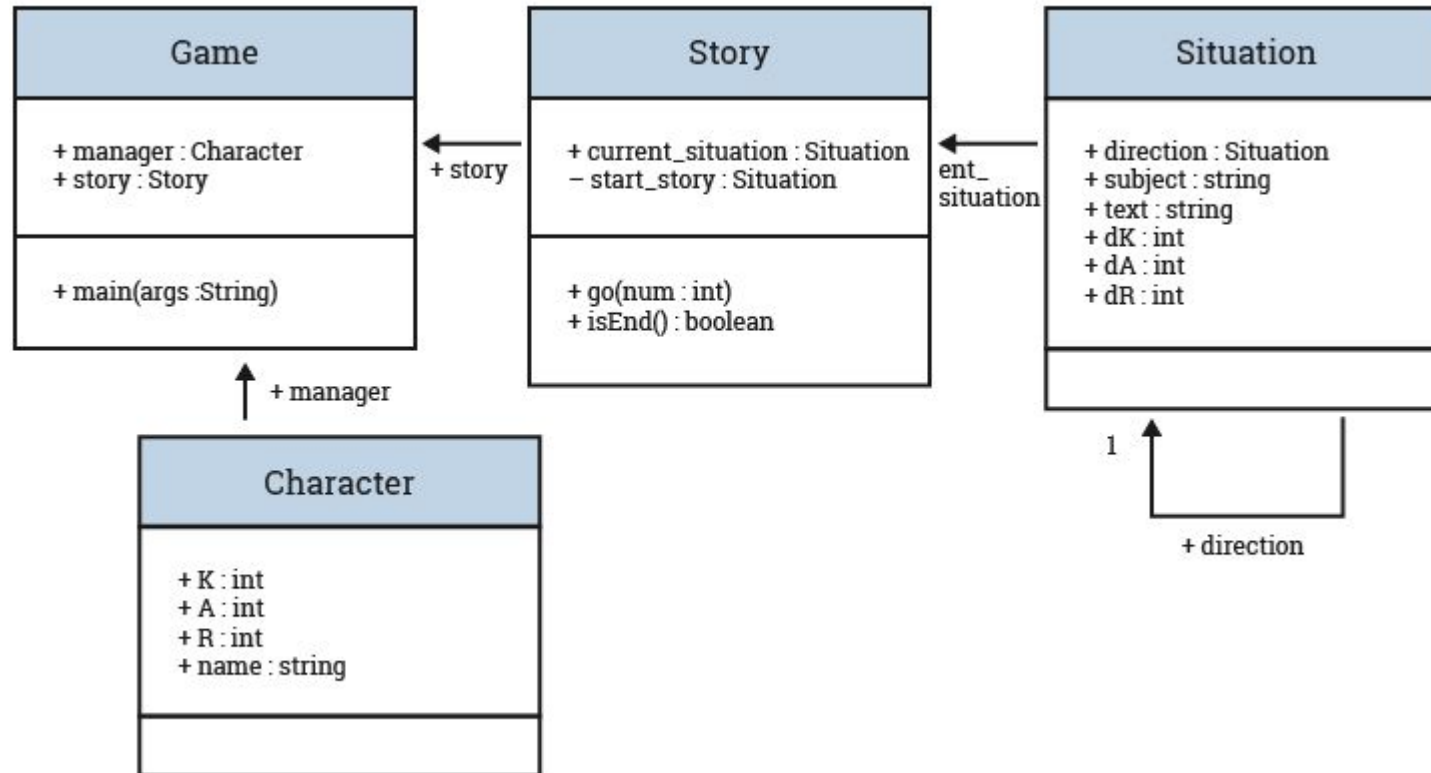 Game
+ manager : Character
+ story : Story
+ main(args :String)
+ story
Story
+ current_situation : Situation
– start_story : Situation
+ go(num : int)
+ isEnd() : boolean
ent_
situation
Situation
+ direction : Situation
+ subject : string
+ text : string
+ dK : int
+ dA : int
+ dR : int
1
+ direction
+ manager
Character
+ K : int
+ A : int
+ R : int
+ name : string